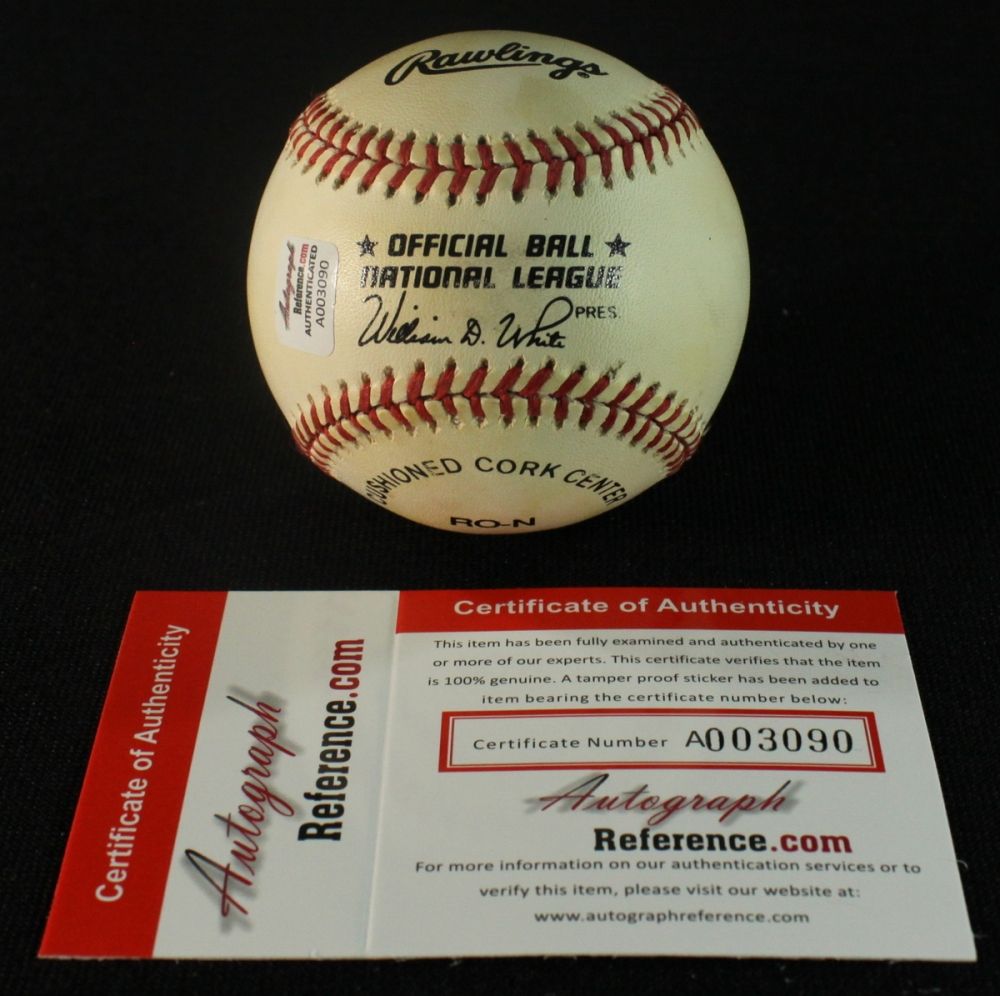 Rawlings®
★ OFFICIAL BALL ★
NATIONAL LEAGUE
William D. White PRES.
CUSHIONED CORK CENTER
RO-N
Autograph
Reference.com
AUTHENTICATED
A003090
Certificate of Authenticity
Autograph
Reference.com
Certificate of Authenticity
This item has been fully examined and authenticated by one
or more of our experts. This certificate verifies that the item
is 100% genuine. A tamper proof sticker has been added to
item bearing the certificate number below:
Certificate Number A003090
Autograph
Reference.com
For more information on our authentication services or to
verify this item, please visit our website at:
www.autographreference.com